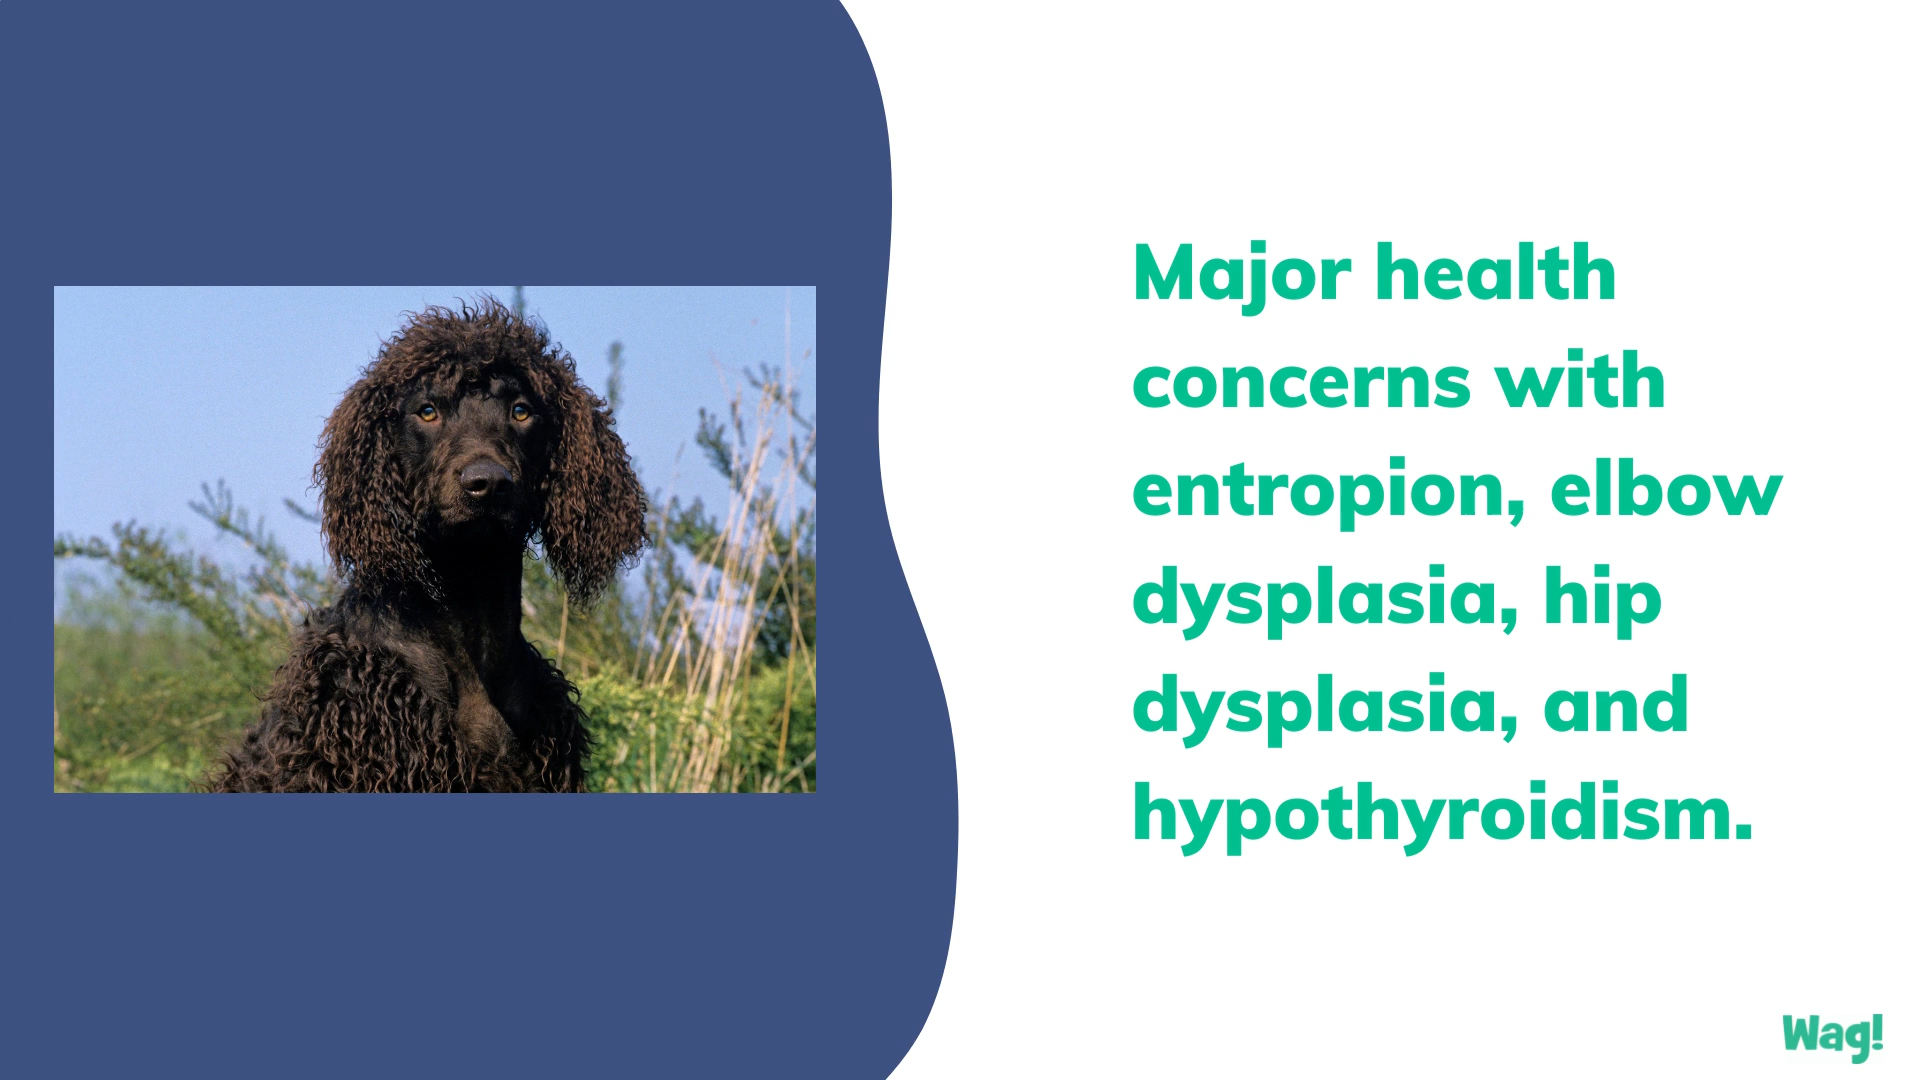 Major health
concerns with
entropion, elbow
dysplasia, hip
dysplasia, and
hypothyroidism.
Wag!